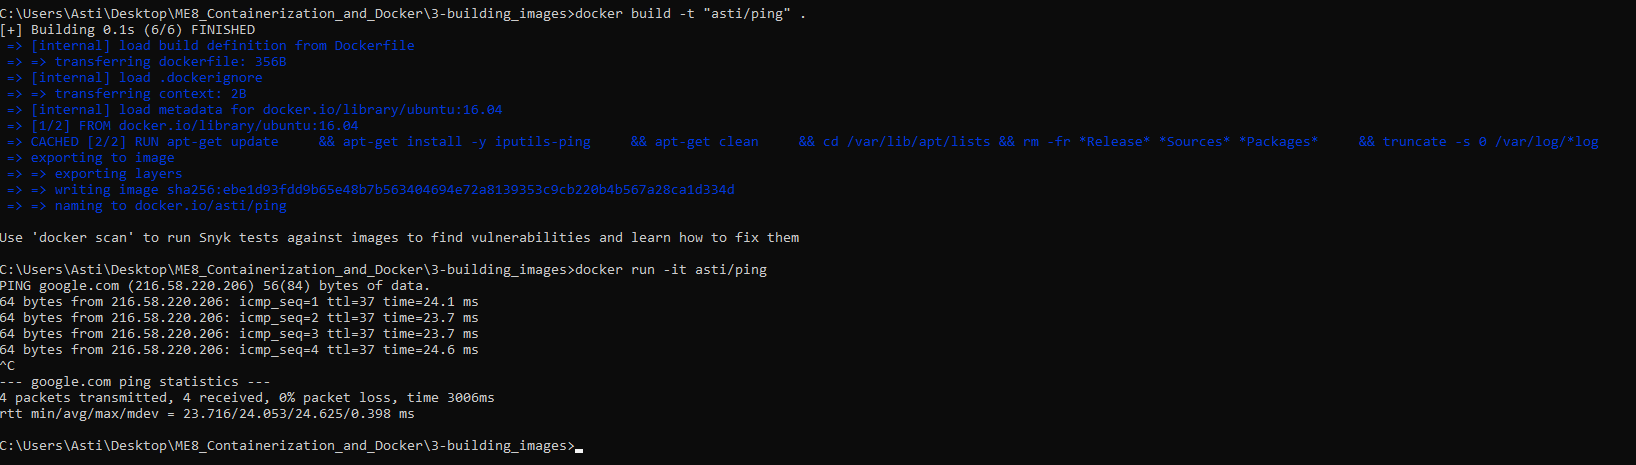 C:\Users\Asti\Desktop\ME8_Containerization_and_Docker\3-building_images>docker build -t "asti/ping" .
[+] Building 0.1s (6/6) FINISHED
=> [internal] load build definition from Dockerfile
=> => transferring dockerfile: 356B
=> [internal] load .dockerignore
=> => transferring context: 2B
=> [internal] load metadata for docker.io/library/ubuntu:16.04
=> [1/2] FROM docker.io/library/ubuntu:16.04
=> CACHED [2/2] RUN apt-get update     && apt-get install -y iputils-ping     && apt-get clean     && cd /var/lib/apt/lists && rm -fr *Release* *Sources* *Packages*     && truncate -s 0 /var/log/*log
=> exporting to image
=> => exporting layers
=> => writing image sha256:ebe1d93fdd9b65e48b7b563404694e72a8139353c9cb220b4b567a28ca1d334d
=> => naming to docker.io/asti/ping
Use 'docker scan' to run Snyk tests against images to find vulnerabilities and learn how to fix them
C:\Users\Asti\Desktop\ME8_Containerization_and_Docker\3-building_images>docker run -it asti/ping
PING google.com (216.58.220.206) 56(84) bytes of data.
64 bytes from 216.58.220.206: icmp_seq=1 ttl=37 time=24.1 ms
64 bytes from 216.58.220.206: icmp_seq=2 ttl=37 time=23.7 ms
64 bytes from 216.58.220.206: icmp_seq=3 ttl=37 time=23.7 ms
64 bytes from 216.58.220.206: icmp_seq=4 ttl=37 time=24.6 ms
^C
--- google.com ping statistics ---
4 packets transmitted, 4 received, 0% packet loss, time 3006ms
rtt min/avg/max/mdev = 23.716/24.053/24.625/0.398 ms
C:\Users\Asti\Desktop\ME8_Containerization_and_Docker\3-building_images>